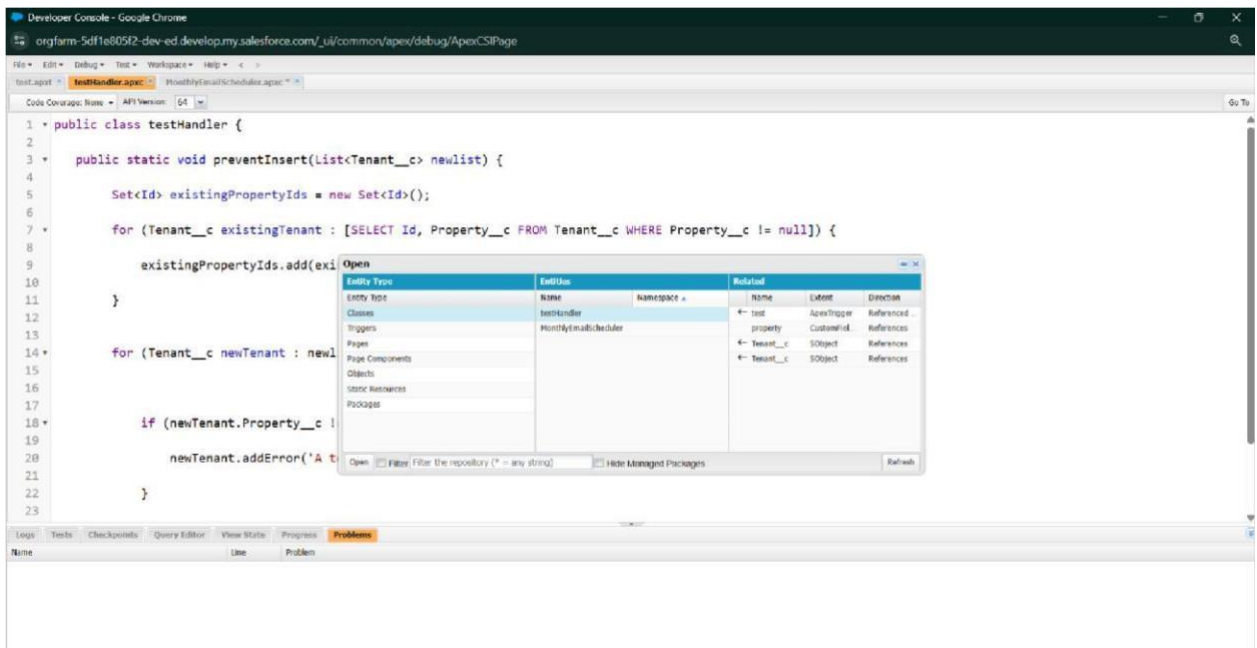 Developer Console - Google Chrome
orgfarm-5df1e805f2-dev-ed.develop.my.salesforce.com/_ui/common/apex/debug/ApexCSIPage
File Edit Debug Test Workspace Help < >
test.apxt testHandler.apxc MonthlyEmailScheduler.apxc *
Code Coverage: None API Version: 64 Go To
1 public class testHandler {
2
3 public static void preventInsert(List<Tenant__c> newlist) {
4
5 Set<Id> existingPropertyIds = new Set<Id>();
6
7 for (Tenant__c existingTenant : [SELECT Id, Property__c FROM Tenant__c WHERE Property__c != null]) {
8
9 existingPropertyIds.add(exi
10
11 }
12
13
14 for (Tenant__c newTenant : newl
15
16
17
18 if (newTenant.Property__c !
19
20 newTenant.addError('A t
21
22 }
23
Open
Entity Type Entities Related
Entity Type Name Namespace Name Extent Direction
Classes testHandler ← test ApexTrigger Referenced ...
Triggers MonthlyEmailScheduler property CustomFiel... References
Pages ← Tenant__c SObject References
Page Components ← Tenant__c SObject References
Objects
Static Resources
Packages
Open Filter Filter the repository (* = any string) Hide Managed Packages Refresh
Logs Tests Checkpoints Query Editor View State Progress Problems
Name Line Problem